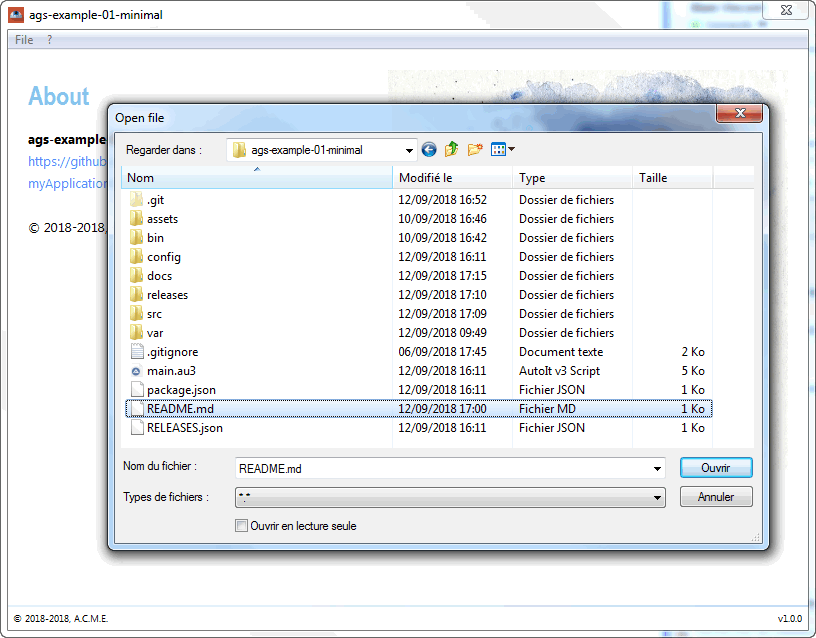 ags-example-01-minimal
File ?
About
ags-example
https://github
myApplication
© 2018-2018,
Open file
Regarder dans :
ags-example-01-minimal
Nom Modifié le Type Taille
.git 12/09/2018 16:52 Dossier de fichiers
assets 10/09/2018 16:46 Dossier de fichiers
bin 10/09/2018 16:42 Dossier de fichiers
config 12/09/2018 16:11 Dossier de fichiers
docs 12/09/2018 17:15 Dossier de fichiers
releases 12/09/2018 17:10 Dossier de fichiers
src 12/09/2018 17:09 Dossier de fichiers
var 12/09/2018 09:49 Dossier de fichiers
.gitignore 06/09/2018 17:45 Document texte 2 Ko
main.au3 12/09/2018 16:11 AutoIt v3 Script 5 Ko
package.json 12/09/2018 16:11 Fichier JSON 1 Ko
README.md 12/09/2018 17:00 Fichier MD 1 Ko
RELEASES.json 12/09/2018 16:11 Fichier JSON 1 Ko
Nom du fichier : README.md Ouvrir
Types de fichiers : *.* Annuler
Ouvrir en lecture seule
© 2018-2018, A.C.M.E. v1.0.0